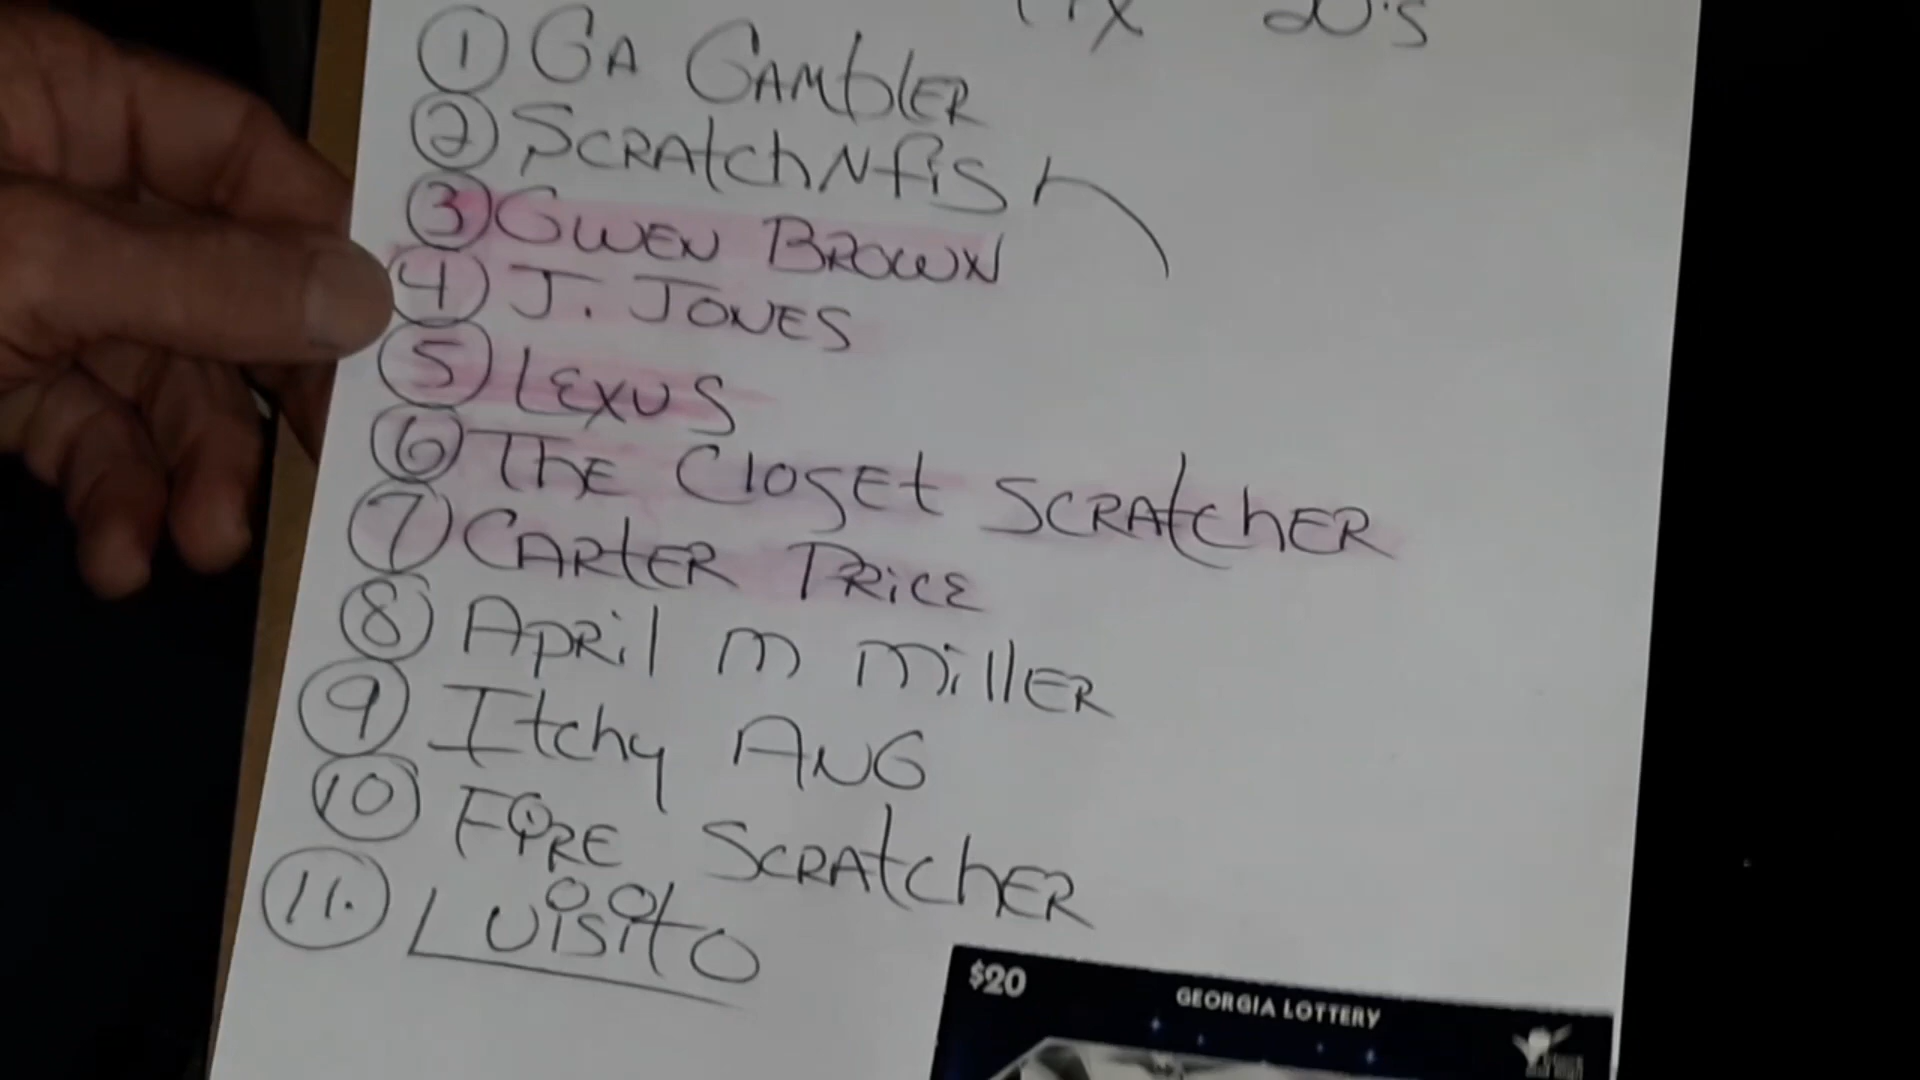 20's
① GA GAMblER
② SCRAtchNfish
③ GWEN BROWN
④ J. JONES
⑤ LEXUS
⑥ ThE ClosEt SCRAtchER
⑦ CARtER PRicE
⑧ April m millER
⑨ Itchy ANG
⑩ FiRE SCRAtchER
11. Luisito
$20
GEORGIA LOTTERY